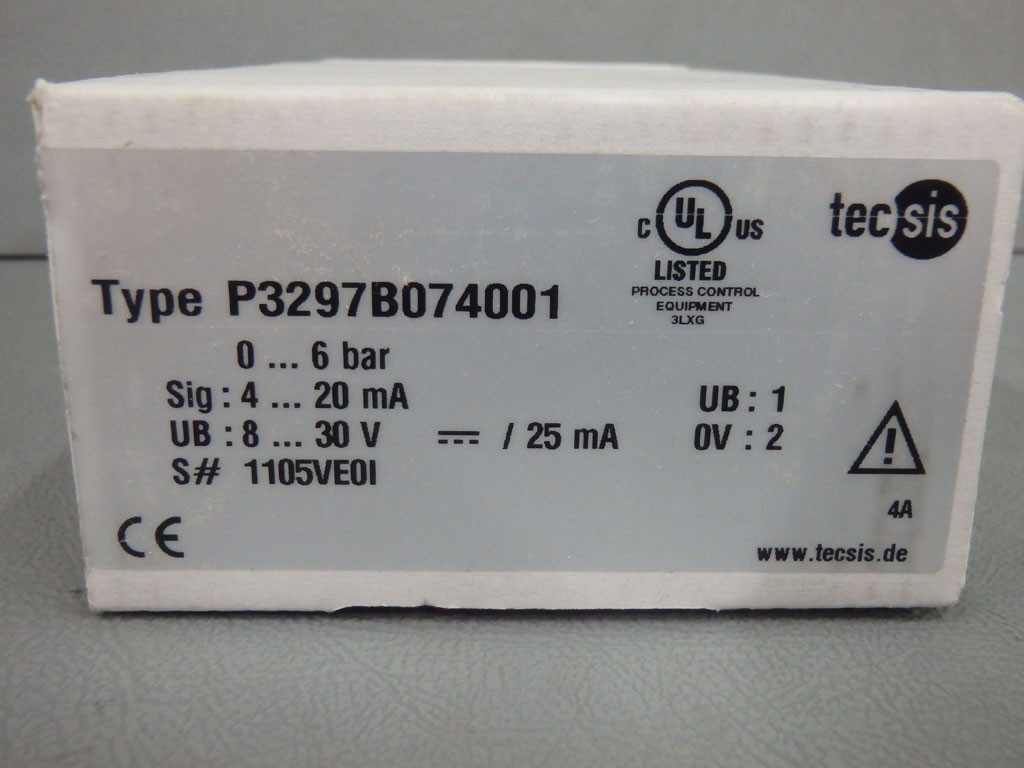 c UL US
LISTED
PROCESS CONTROL
EQUIPMENT
3LXG
tecsis
Type P3297B074001
0 ... 6 bar
Sig : 4 ... 20 mA
UB : 8 ... 30 V ⎓ / 25 mA
S# 1105VE0I
UB : 1
0V : 2
!
4A
CE
www.tecsis.de